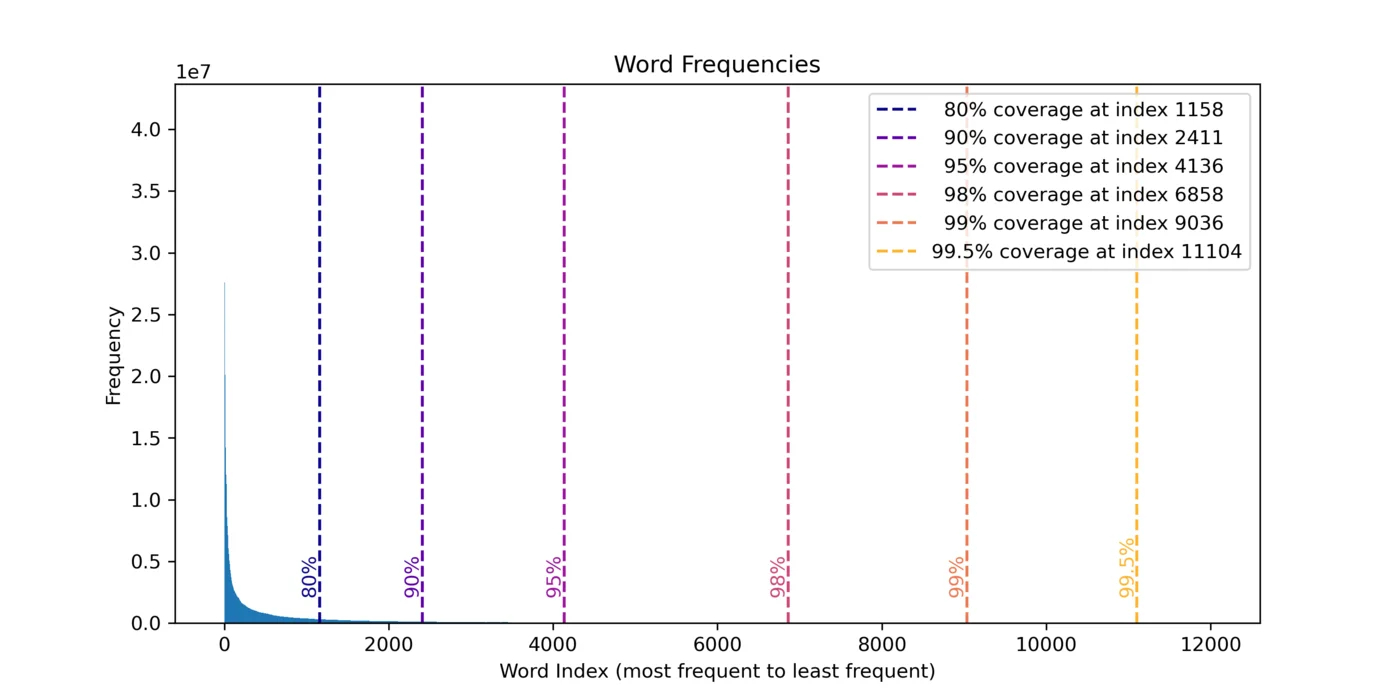 Word Frequencies
1e7
4.0
3.5
3.0
2.5
2.0
1.5
1.0
0.5
0.0
Frequency
80% coverage at index 1158
90% coverage at index 2411
95% coverage at index 4136
98% coverage at index 6858
99% coverage at index 9036
99.5% coverage at index 11104
80%
90%
95%
98%
99%
99.5%
0 2000 4000 6000 8000 10000 12000
Word Index (most frequent to least frequent)